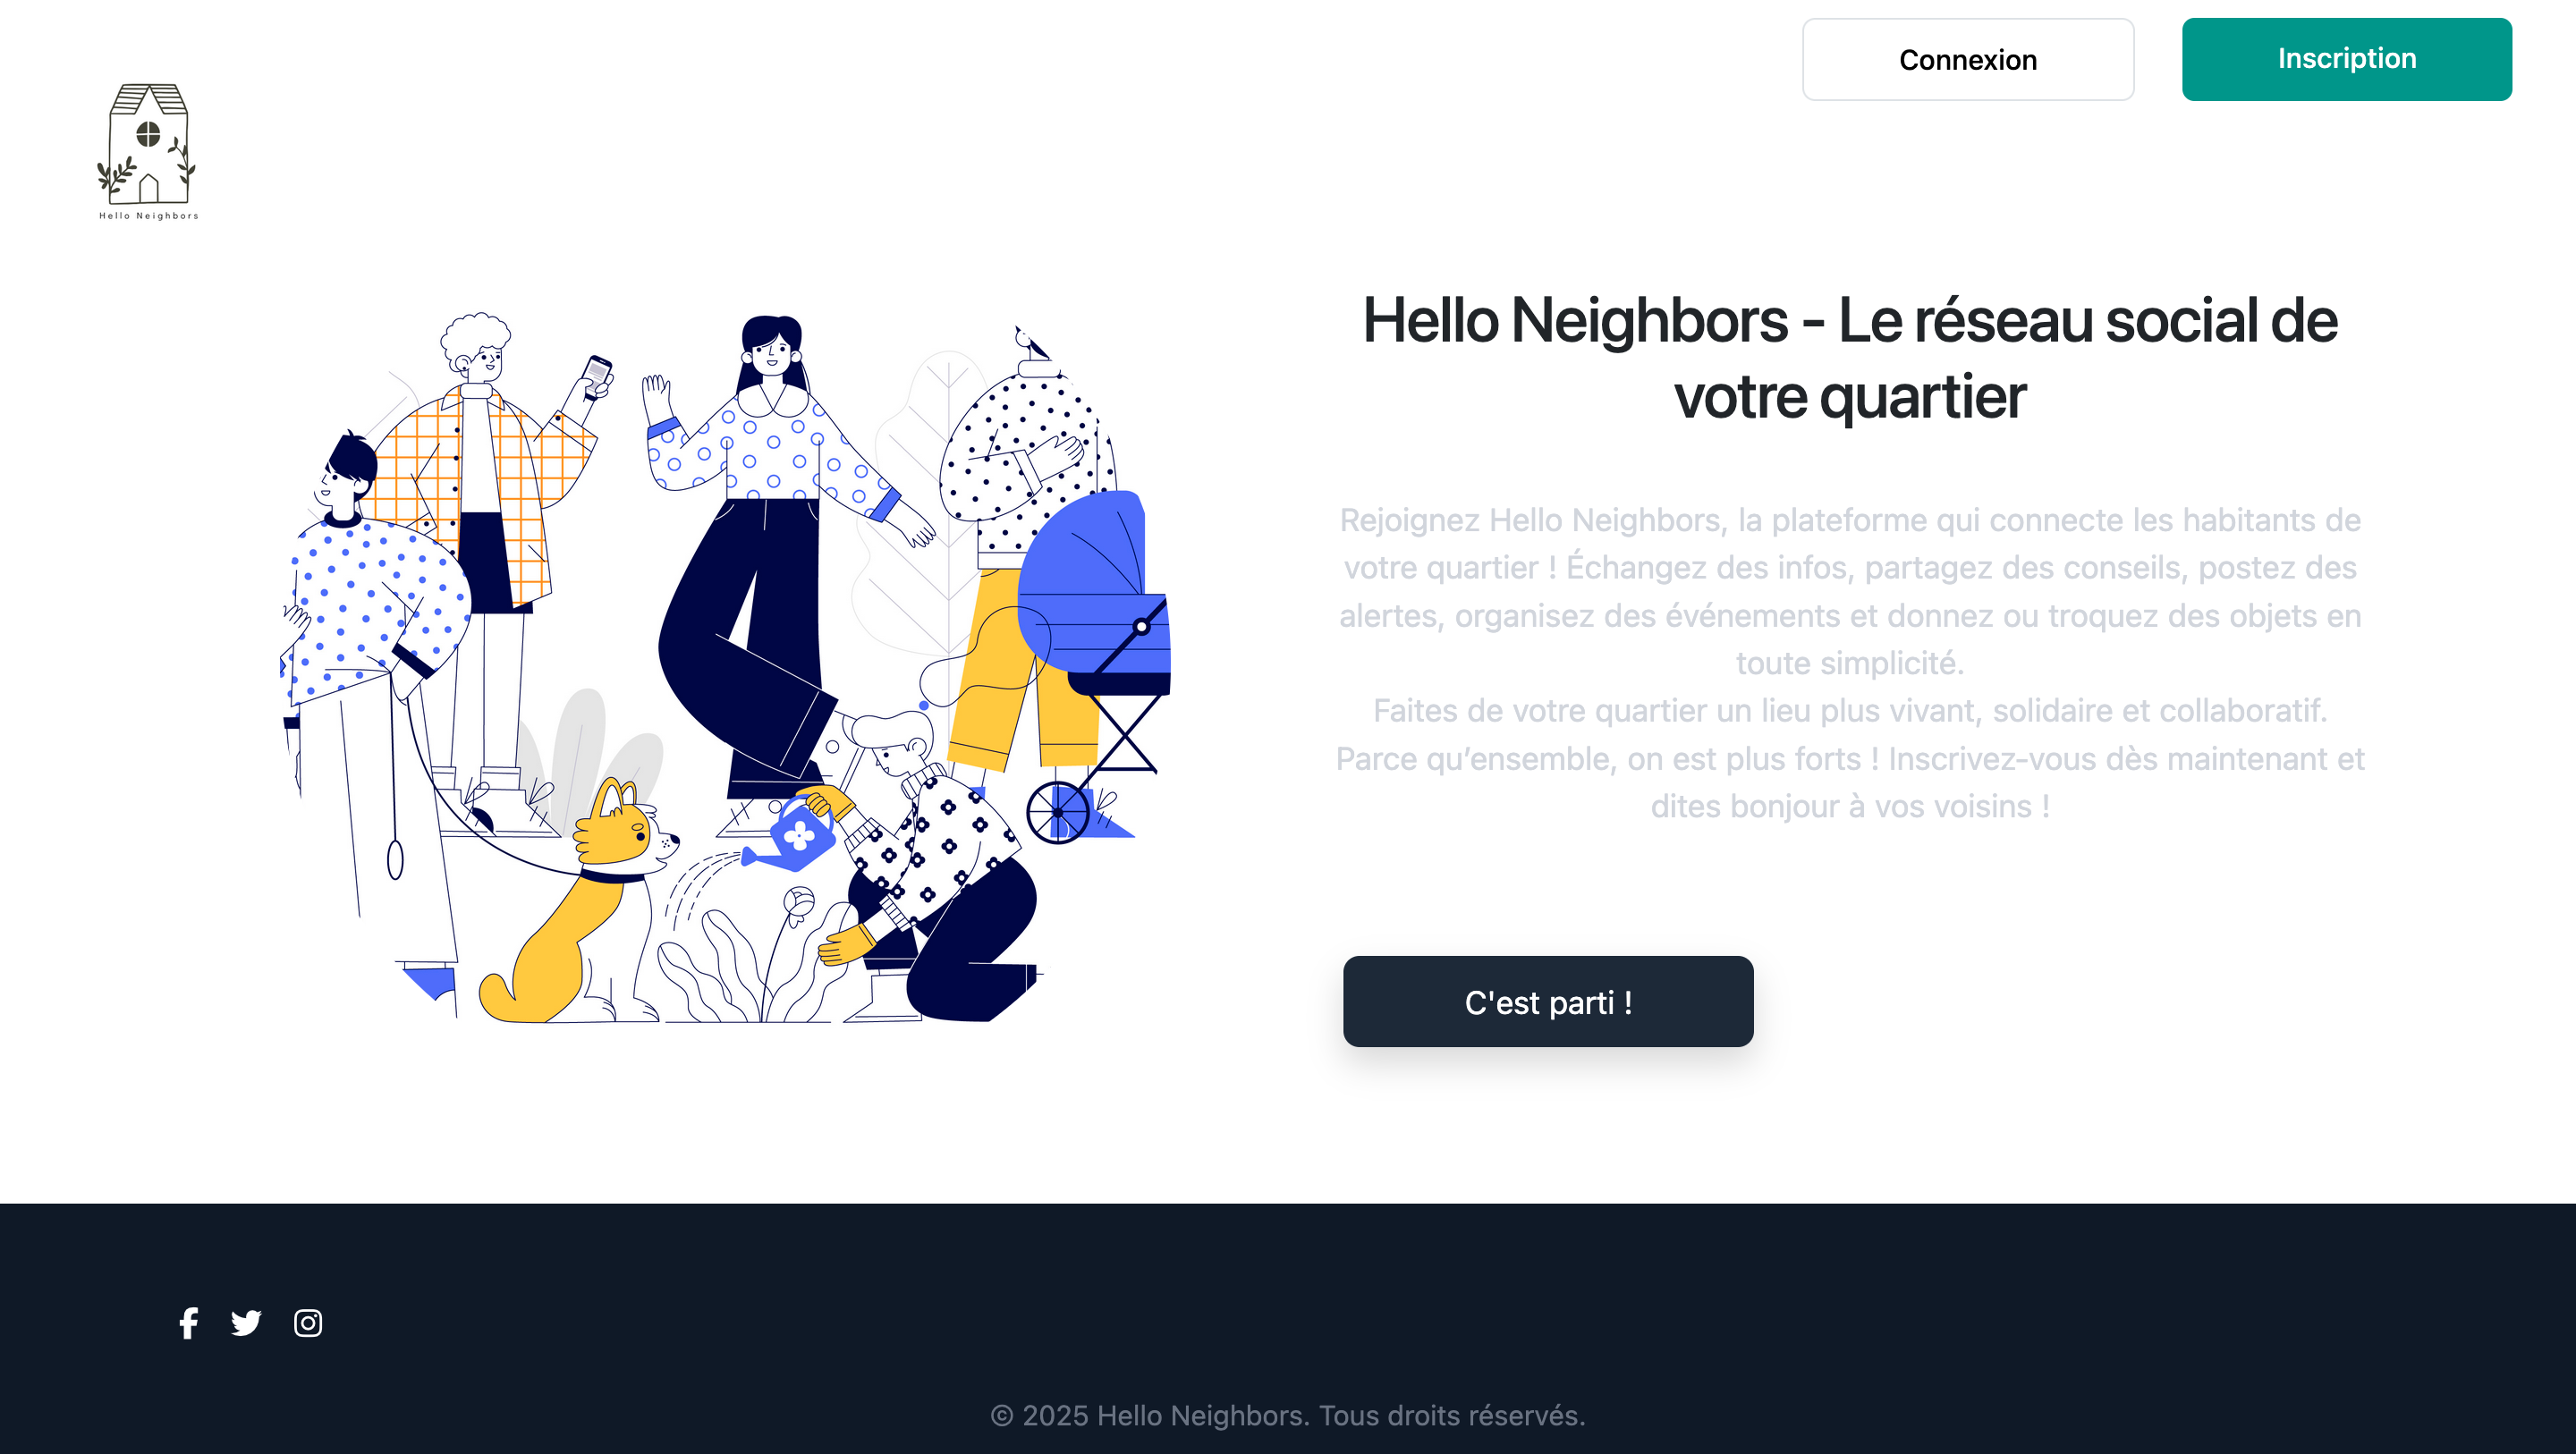 Connexion
Inscription
Hello Neighbors
Hello Neighbors - Le réseau social de
votre quartier
Rejoignez Hello Neighbors, la plateforme qui connecte les habitants de
votre quartier ! Échangez des infos, partagez des conseils, postez des
alertes, organisez des événements et donnez ou troquez des objets en
toute simplicité.
Faites de votre quartier un lieu plus vivant, solidaire et collaboratif.
Parce qu’ensemble, on est plus forts ! Inscrivez-vous dès maintenant et
dites bonjour à vos voisins !
C'est parti !
© 2025 Hello Neighbors. Tous droits réservés.